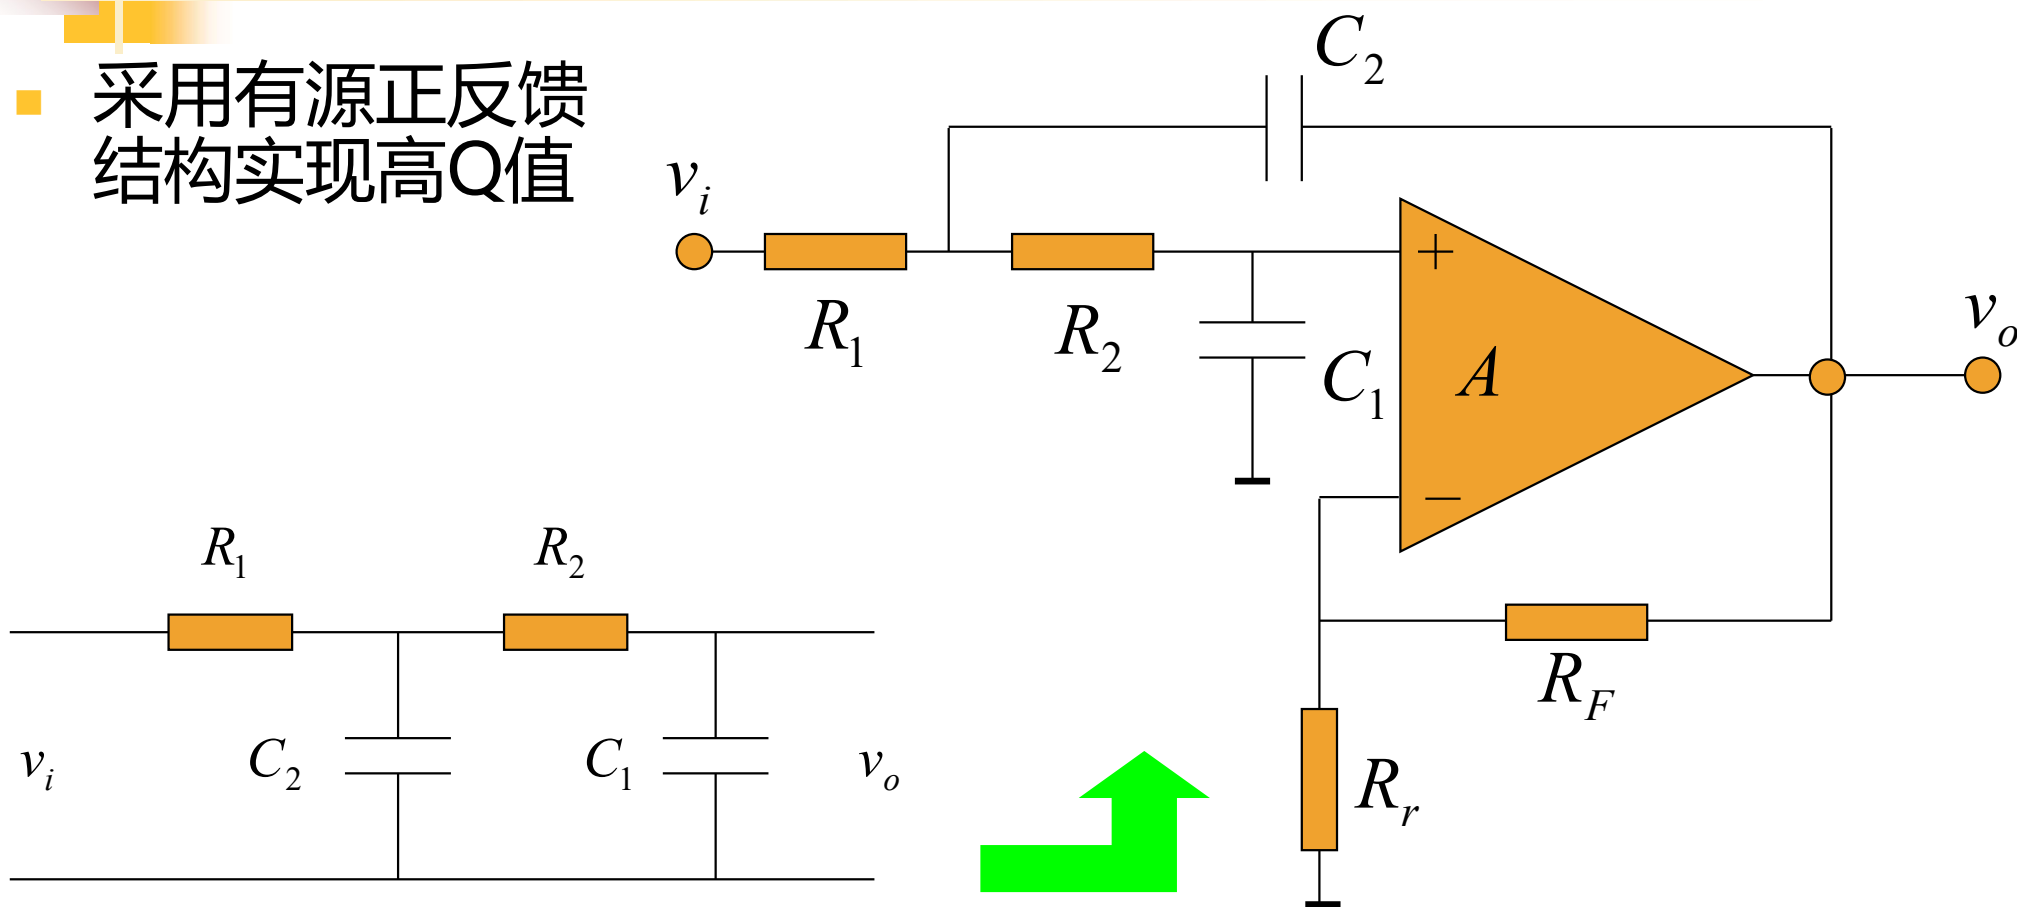 采用有源正反馈
结构实现高Q值
C₂
vᵢ
R₁
R₂
C₁
+
A
−
vₒ
R_F
Rᵣ
R₁
R₂
vᵢ
C₂
C₁
vₒ